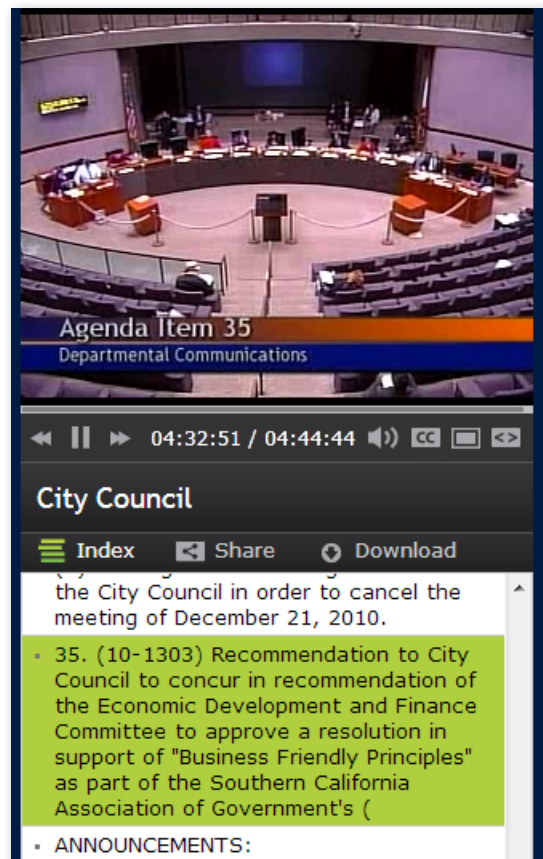 Agenda Item 35
Departmental Communications
04:32:51 / 04:44:44
CC
<>
City Council
Index
Share
Download
the City Council in order to cancel the
meeting of December 21, 2010.
35. (10-1303) Recommendation to City
Council to concur in recommendation of
the Economic Development and Finance
Committee to approve a resolution in
support of "Business Friendly Principles"
as part of the Southern California
Association of Government's (
ANNOUNCEMENTS: